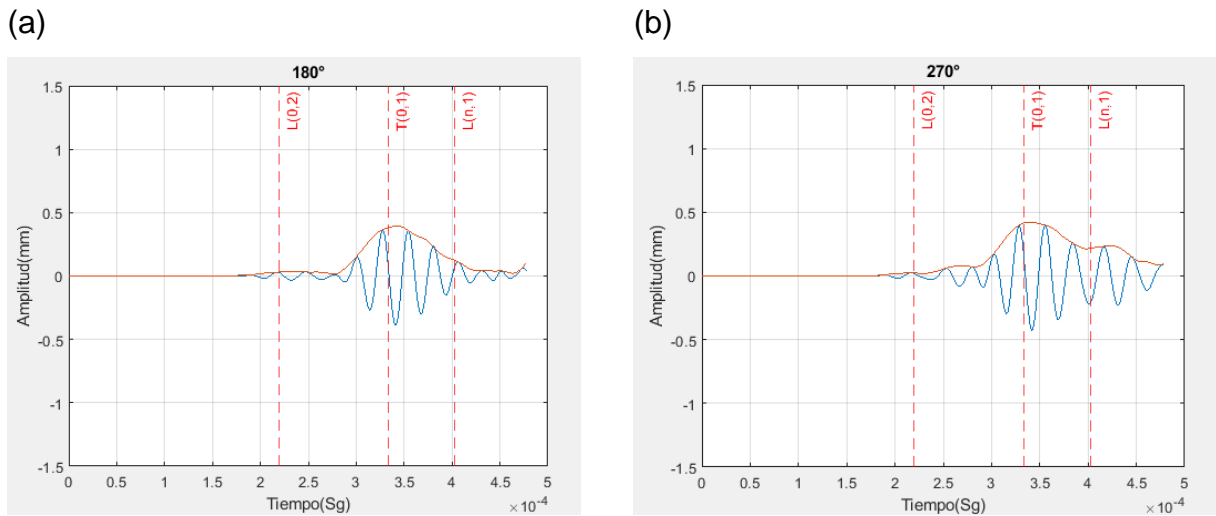 (a)
180°
1.5
1
0.5
0
-0.5
-1
-1.5
Amplitud(mm)
L(0,2)
T(0,1)
L(n,1)
0 0.5 1 1.5 2 2.5 3 3.5 4 4.5 5
Tiempo(Sg)
×10-4
(b)
270°
1.5
1
0.5
0
-0.5
-1
-1.5
Amplitud(mm)
L(0,2)
T(0,1)
L(n,1)
0 0.5 1 1.5 2 2.5 3 3.5 4 4.5 5
Tiempo(Sg)
×10-4